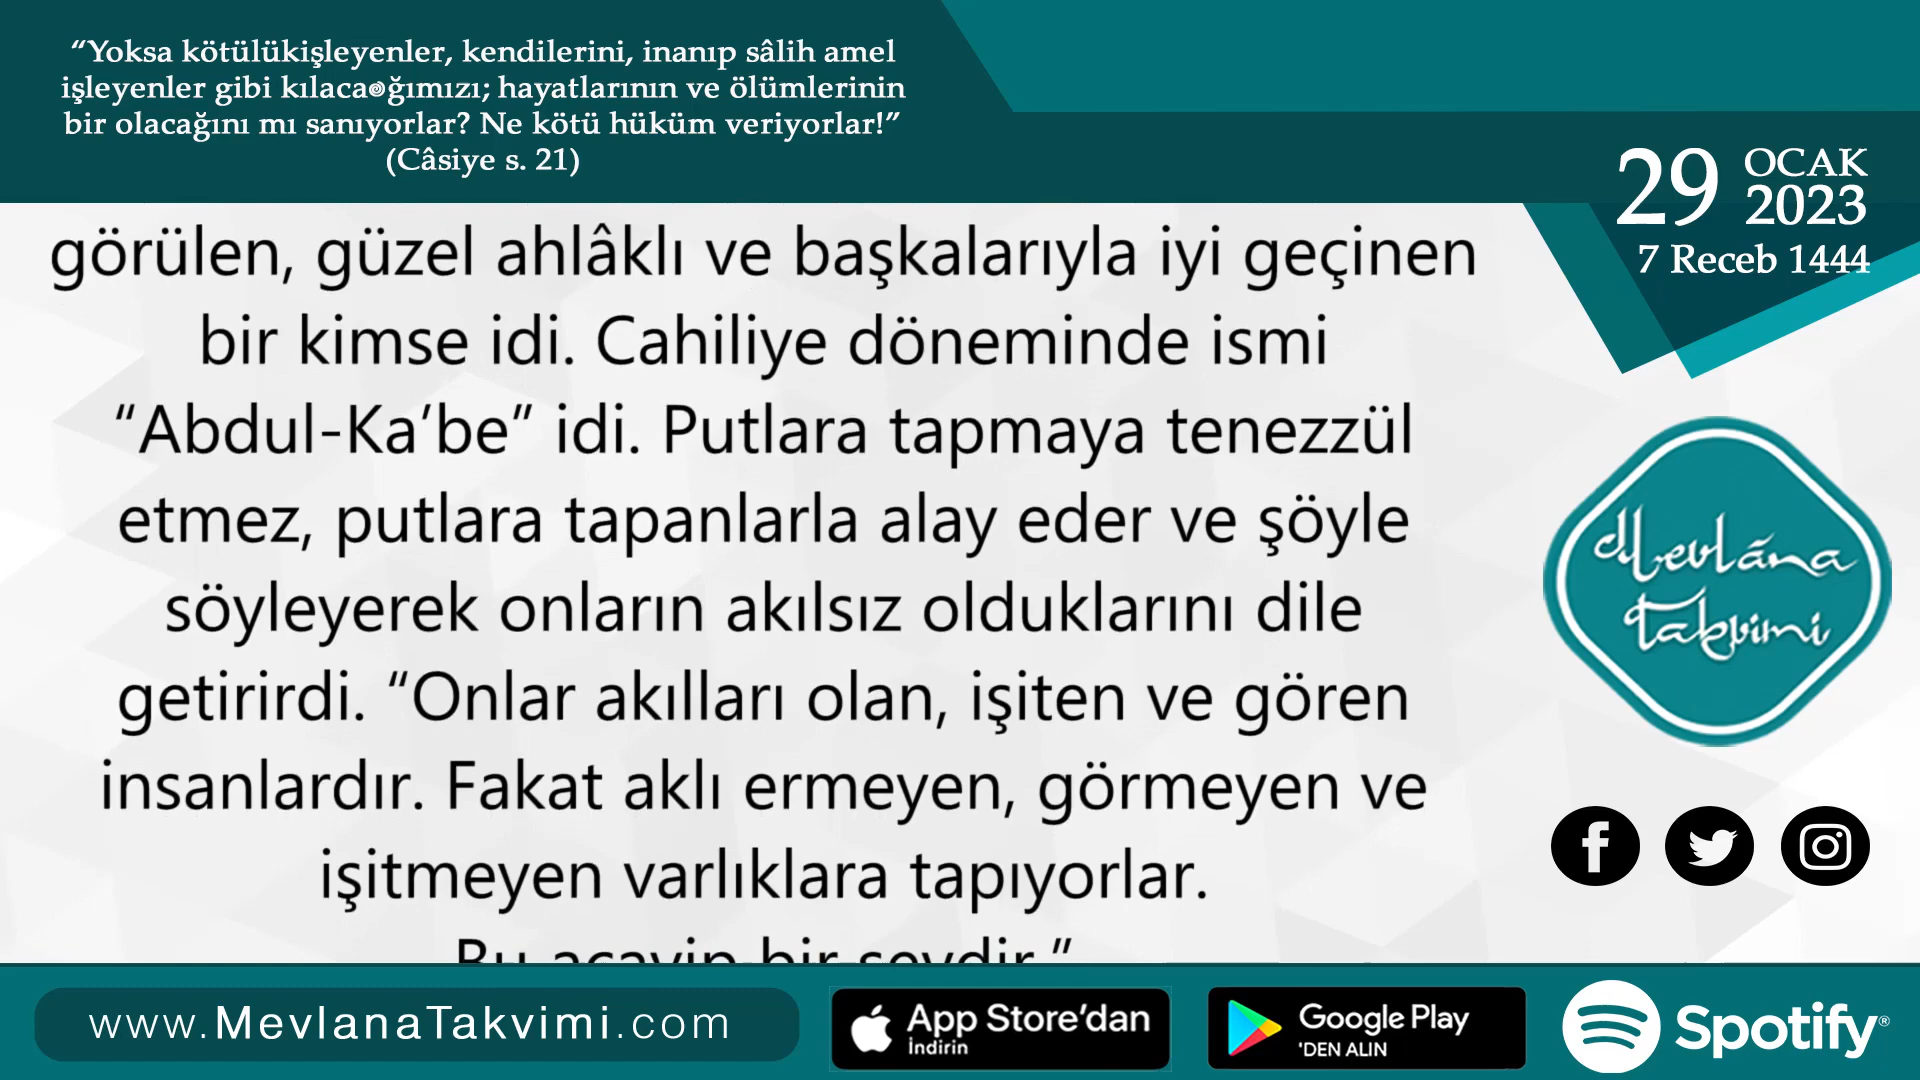 “Yoksa kötülükişleyenler, kendilerini, inanıp sâlih amel
işleyenler gibi kılacağımızı; hayatlarının ve ölümlerinin
bir olacağını mı sanıyorlar? Ne kötü hüküm veriyorlar!”
(Câsiye s. 21)
29 OCAK
2023
7 Receb 1444
görülen, güzel ahlâklı ve başkalarıyla iyi geçinen
bir kimse idi. Cahiliye döneminde ismi
“Abdul-Ka’be” idi. Putlara tapmaya tenezzül
etmez, putlara tapanlarla alay eder ve şöyle
söyleyerek onların akılsız olduklarını dile
getirirdi. “Onlar akılları olan, işiten ve gören
insanlardır. Fakat aklı ermeyen, görmeyen ve
işitmeyen varlıklara tapıyorlar.
Bu acayip bir şeydir.”
Mevlâna
Takvimi
www.MevlanaTakvimi.com
App Store’dan
İndirin
Google Play
'DEN ALIN
Spotify®